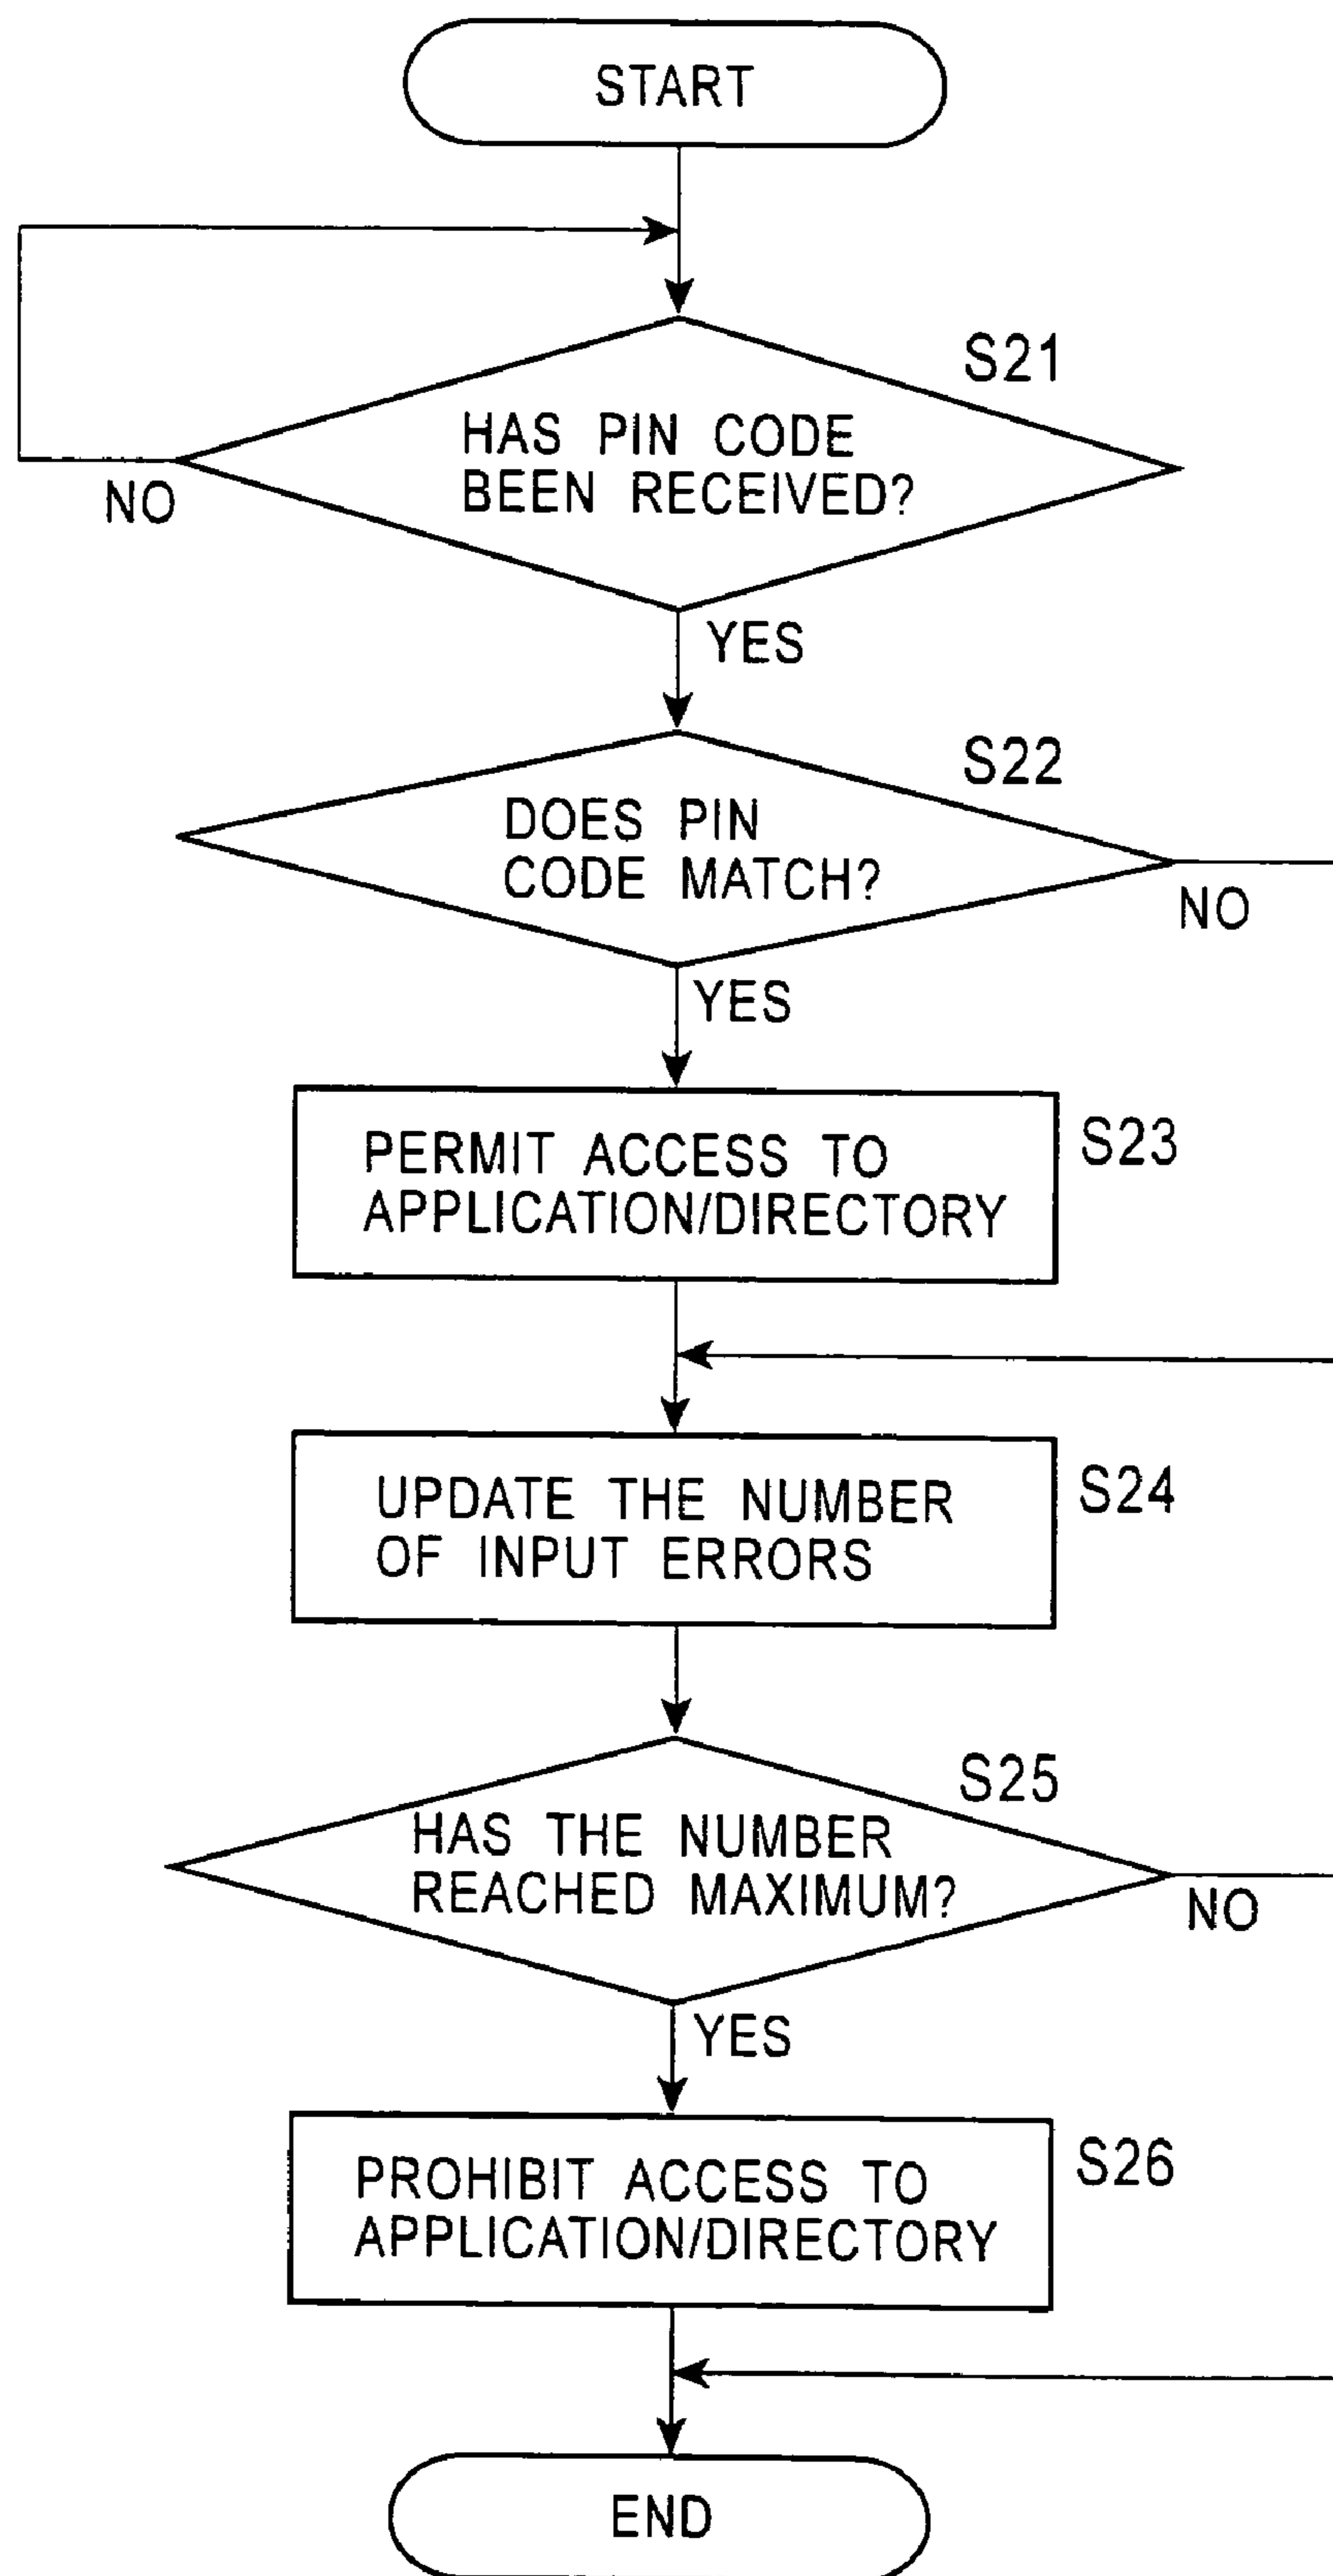 START
S21
HAS PIN CODE
BEEN RECEIVED?
NO
YES
S22
DOES PIN
CODE MATCH?
NO
YES
PERMIT ACCESS TO
APPLICATION/DIRECTORY
S23
UPDATE THE NUMBER
OF INPUT ERRORS
S24
S25
HAS THE NUMBER
REACHED MAXIMUM?
NO
YES
PROHIBIT ACCESS TO
APPLICATION/DIRECTORY
S26
END